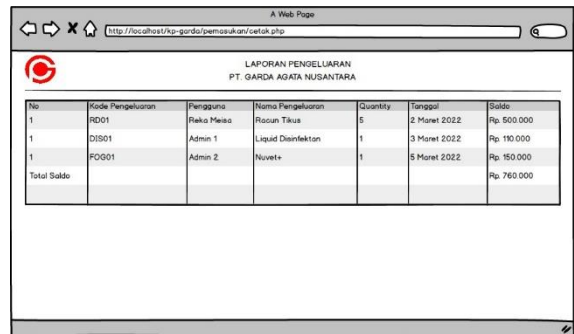 A Web Page
http://localhost/kp-garda/pemasukan/cetak.php
LAPORAN PENGELUARAN
PT. GARDA AGATA NUSANTARA
No Kode Pengeluaran Pengguna Nama Pengeluaran Quantity Tanggal Saldo
1 RD01 Reka Meisa Racun Tikus 5 2 Maret 2022 Rp. 500.000
1 DIS01 Admin 1 Liquid Disinfektan 1 3 Maret 2022 Rp. 110.000
1 FOG01 Admin 2 Nuvet+ 1 5 Maret 2022 Rp. 150.000
Total Saldo Rp. 760.000